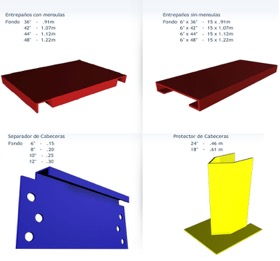 Entrepaños con mensulas
Fondo 36" - .91m
42" - 1.07m
44" - 1.12m
48" - 1.22m
Entrepaños sin mensulas
Fondo 6' x 36" - 15 x .91m
6' x 42" - 15 x 1.07m
6' x 44" - 15 x 1.12m
6' x 48" - 15 x 1.22m
Separador de Cabeceras
Fondo 6" - .15
8" - .20
10" - .25
12" - .30
Protector de Cabeceras
24" - .46 m
18" - .61 m